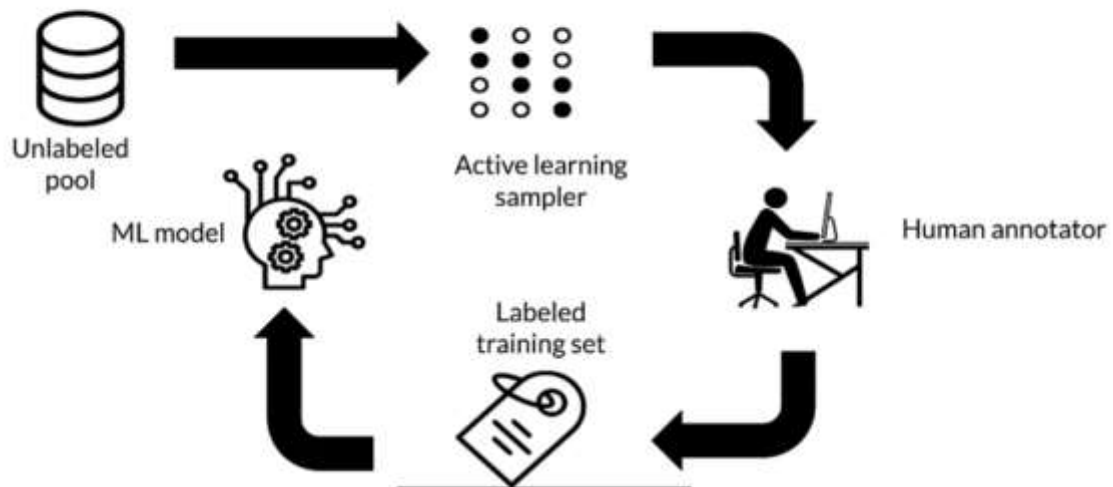 Unlabeled
pool
Active learning
sampler
ML model
Human annotator
Labeled
training set